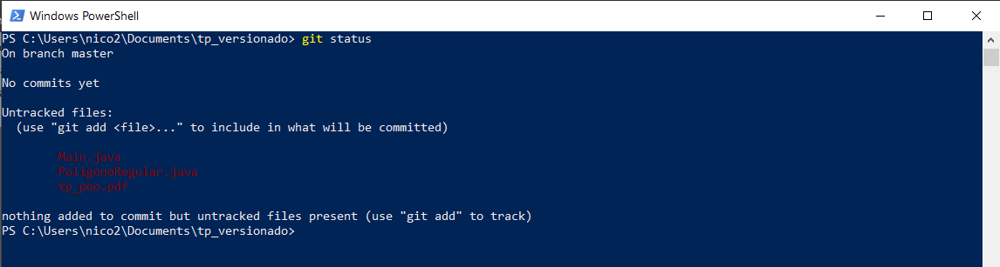 Windows PowerShell
PS C:\Users\nico2\Documents\tp_versionado> git status
On branch master
No commits yet
Untracked files:
(use "git add <file>..." to include in what will be committed)
Main.java
PoligonoRegular.java
tp_poo.pdf
nothing added to commit but untracked files present (use "git add" to track)
PS C:\Users\nico2\Documents\tp_versionado>